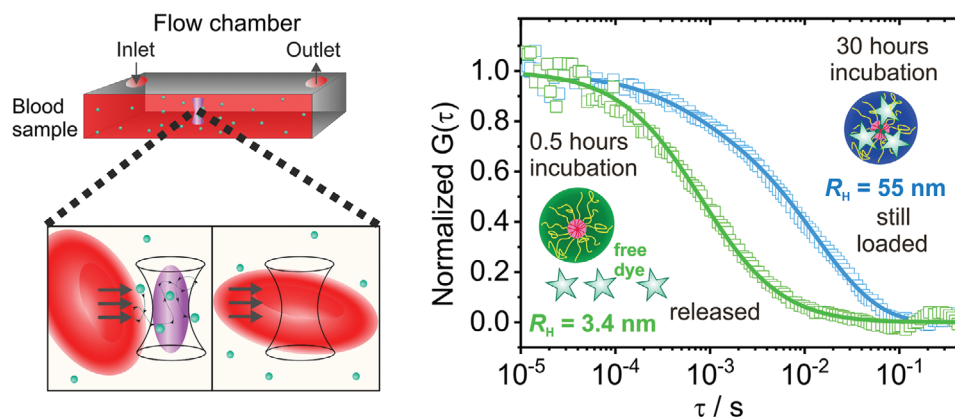 Flow chamber
Inlet
Outlet
Blood
sample
Normalized G(τ)
1.0
0.8
0.6
0.4
0.2
0.0
10⁻⁵
10⁻⁴
10⁻³
10⁻²
10⁻¹
τ / s
0.5 hours
incubation
free
dye
R_H = 3.4 nm
released
30 hours
incubation
R_H = 55 nm
still
loaded